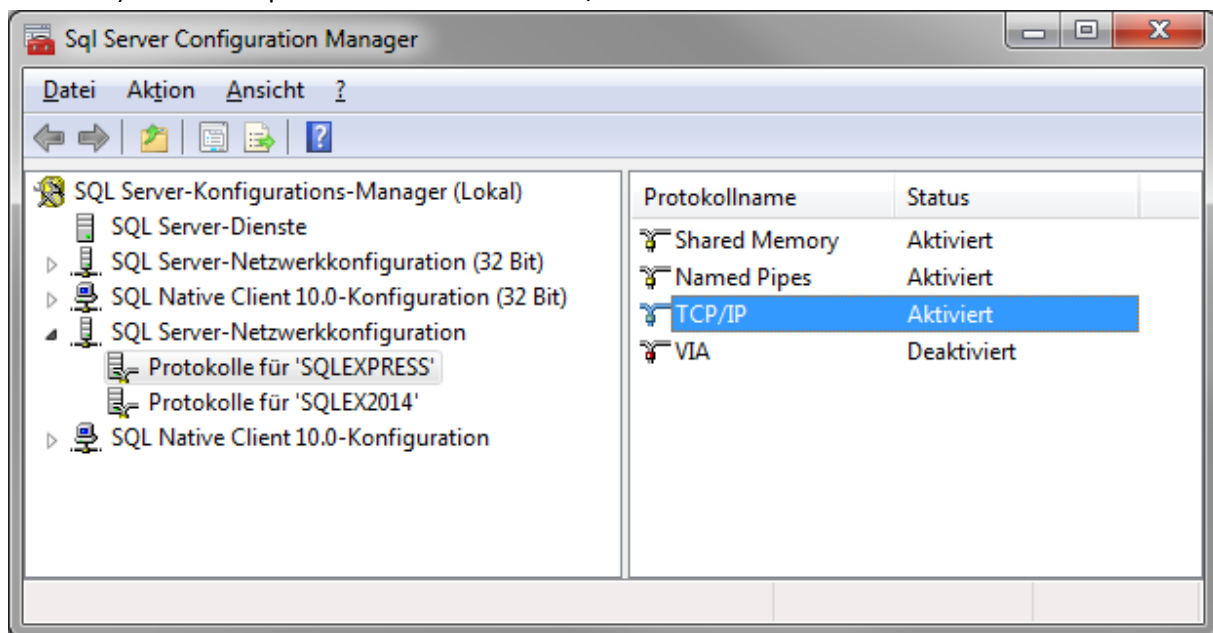 Sql Server Configuration Manager
Datei Aktion Ansicht ?
SQL Server-Konfigurations-Manager (Lokal)
SQL Server-Dienste
SQL Server-Netzwerkkonfiguration (32 Bit)
SQL Native Client 10.0-Konfiguration (32 Bit)
SQL Server-Netzwerkkonfiguration
Protokolle für 'SQLEXPRESS'
Protokolle für 'SQLEX2014'
SQL Native Client 10.0-Konfiguration
Protokollname Status
Shared Memory Aktiviert
Named Pipes Aktiviert
TCP/IP Aktiviert
VIA Deaktiviert